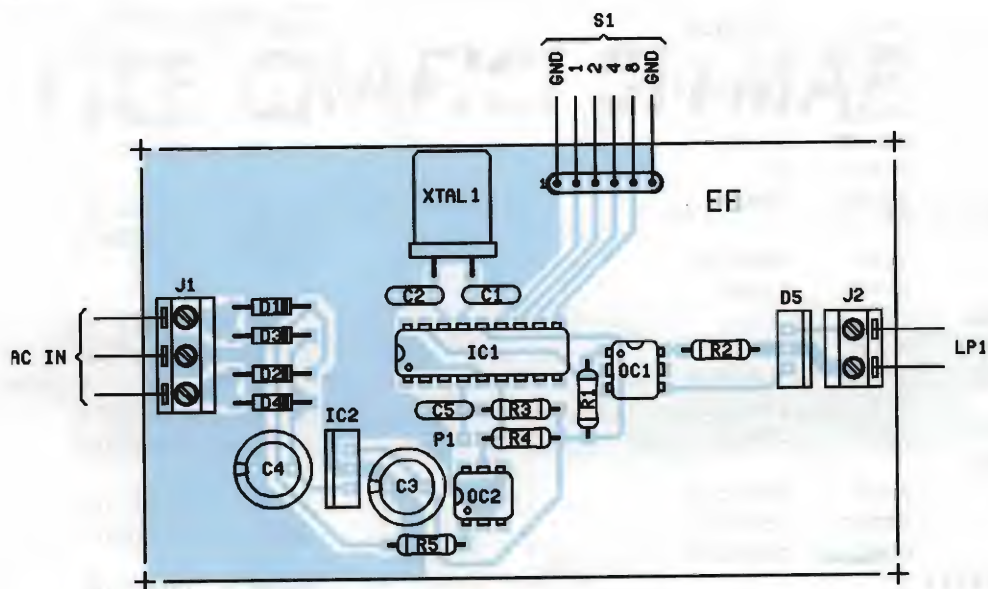 S1
GND 1 2 4 8 GND
1
XTAL1
EF
C2 C1
J1
D1
D3
D2
D4
AC IN
IC1
OC1
R2
D5
J2
LP1
R1
C5
R3
P1
R4
IC2
C4
C3
OC2
R5